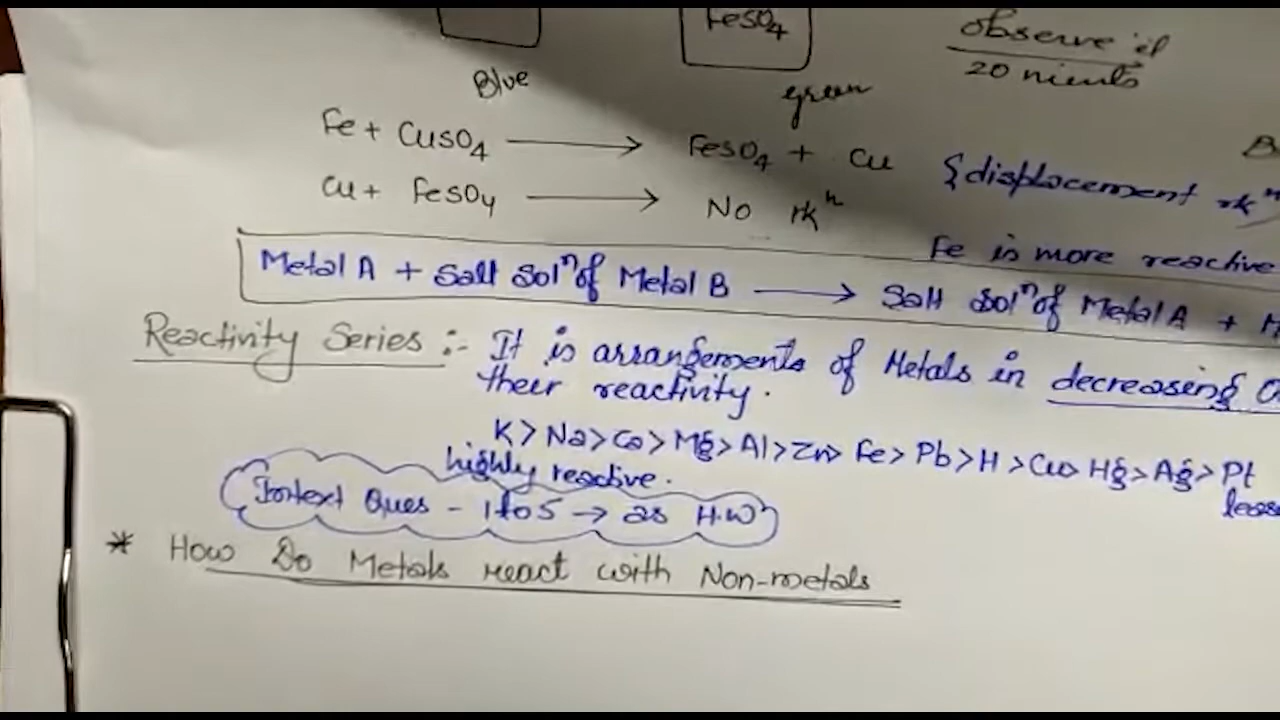 FeSO4
observe it
20 nients
Blue
green
Fe + CuSO4 → FeSO4 + Cu {displacement rkn
Cu + FeSO4 → No rkn
Fe is more reactive
Metal A + Salt Soln of Metal B → Salt Soln of Metal A +
Reactivity Series :- It is arrangements of Metals in decreasing
their reactivity.
K > Na > Ca > Mg > Al > Zn > Fe > Pb > H > Cu > Hg > Ag > Pt
highly reactive.
Intext Ques - 1 to 5 → as H.W
* How Do Metals react with Non-metals